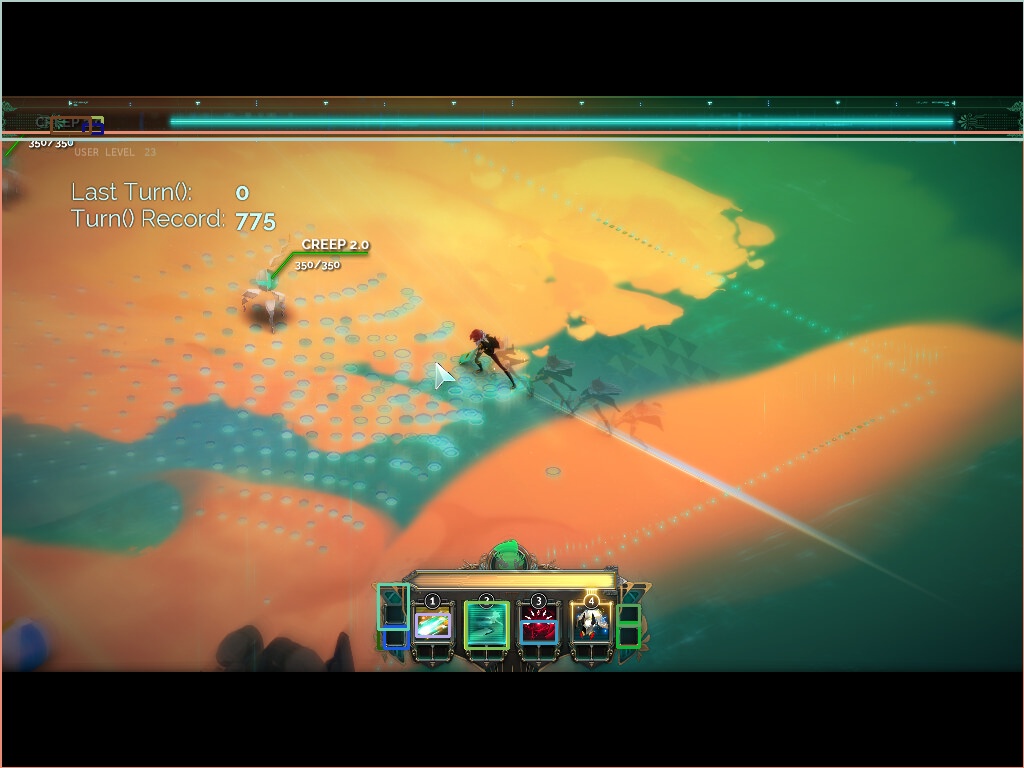 CREEP
350/350
USER LEVEL 23
Last Turn(): 0
Turn() Record: 775
CREEP 2.0
350/350
1 2 3 4